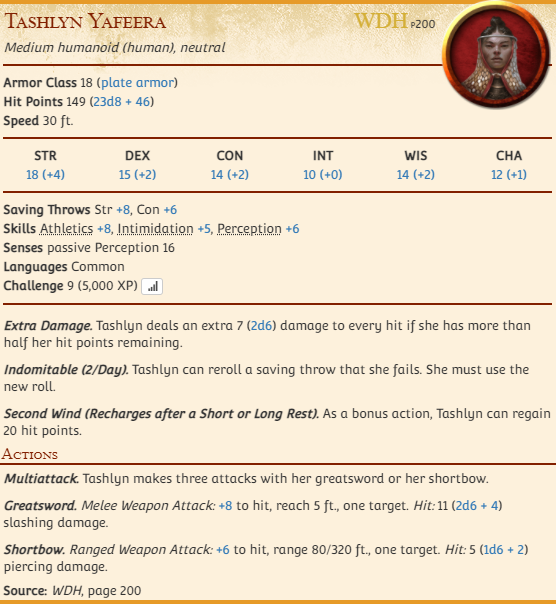 Tashlyn Yafeera
WDH P200
Medium humanoid (human), neutral
Armor Class 18 (plate armor)
Hit Points 149 (23d8 + 46)
Speed 30 ft.
STR DEX CON INT WIS CHA
18 (+4) 15 (+2) 14 (+2) 10 (+0) 14 (+2) 12 (+1)
Saving Throws Str +8, Con +6
Skills Athletics +8, Intimidation +5, Perception +6
Senses passive Perception 16
Languages Common
Challenge 9 (5,000 XP)
Extra Damage. Tashlyn deals an extra 7 (2d6) damage to every hit if she has more than
half her hit points remaining.
Indomitable (2/Day). Tashlyn can reroll a saving throw that she fails. She must use the
new roll.
Second Wind (Recharges after a Short or Long Rest). As a bonus action, Tashlyn can regain
20 hit points.
Actions
Multiattack. Tashlyn makes three attacks with her greatsword or her shortbow.
Greatsword. Melee Weapon Attack: +8 to hit, reach 5 ft., one target. Hit: 11 (2d6 + 4)
slashing damage.
Shortbow. Ranged Weapon Attack: +6 to hit, range 80/320 ft., one target. Hit: 5 (1d6 + 2)
piercing damage.
Source: WDH, page 200